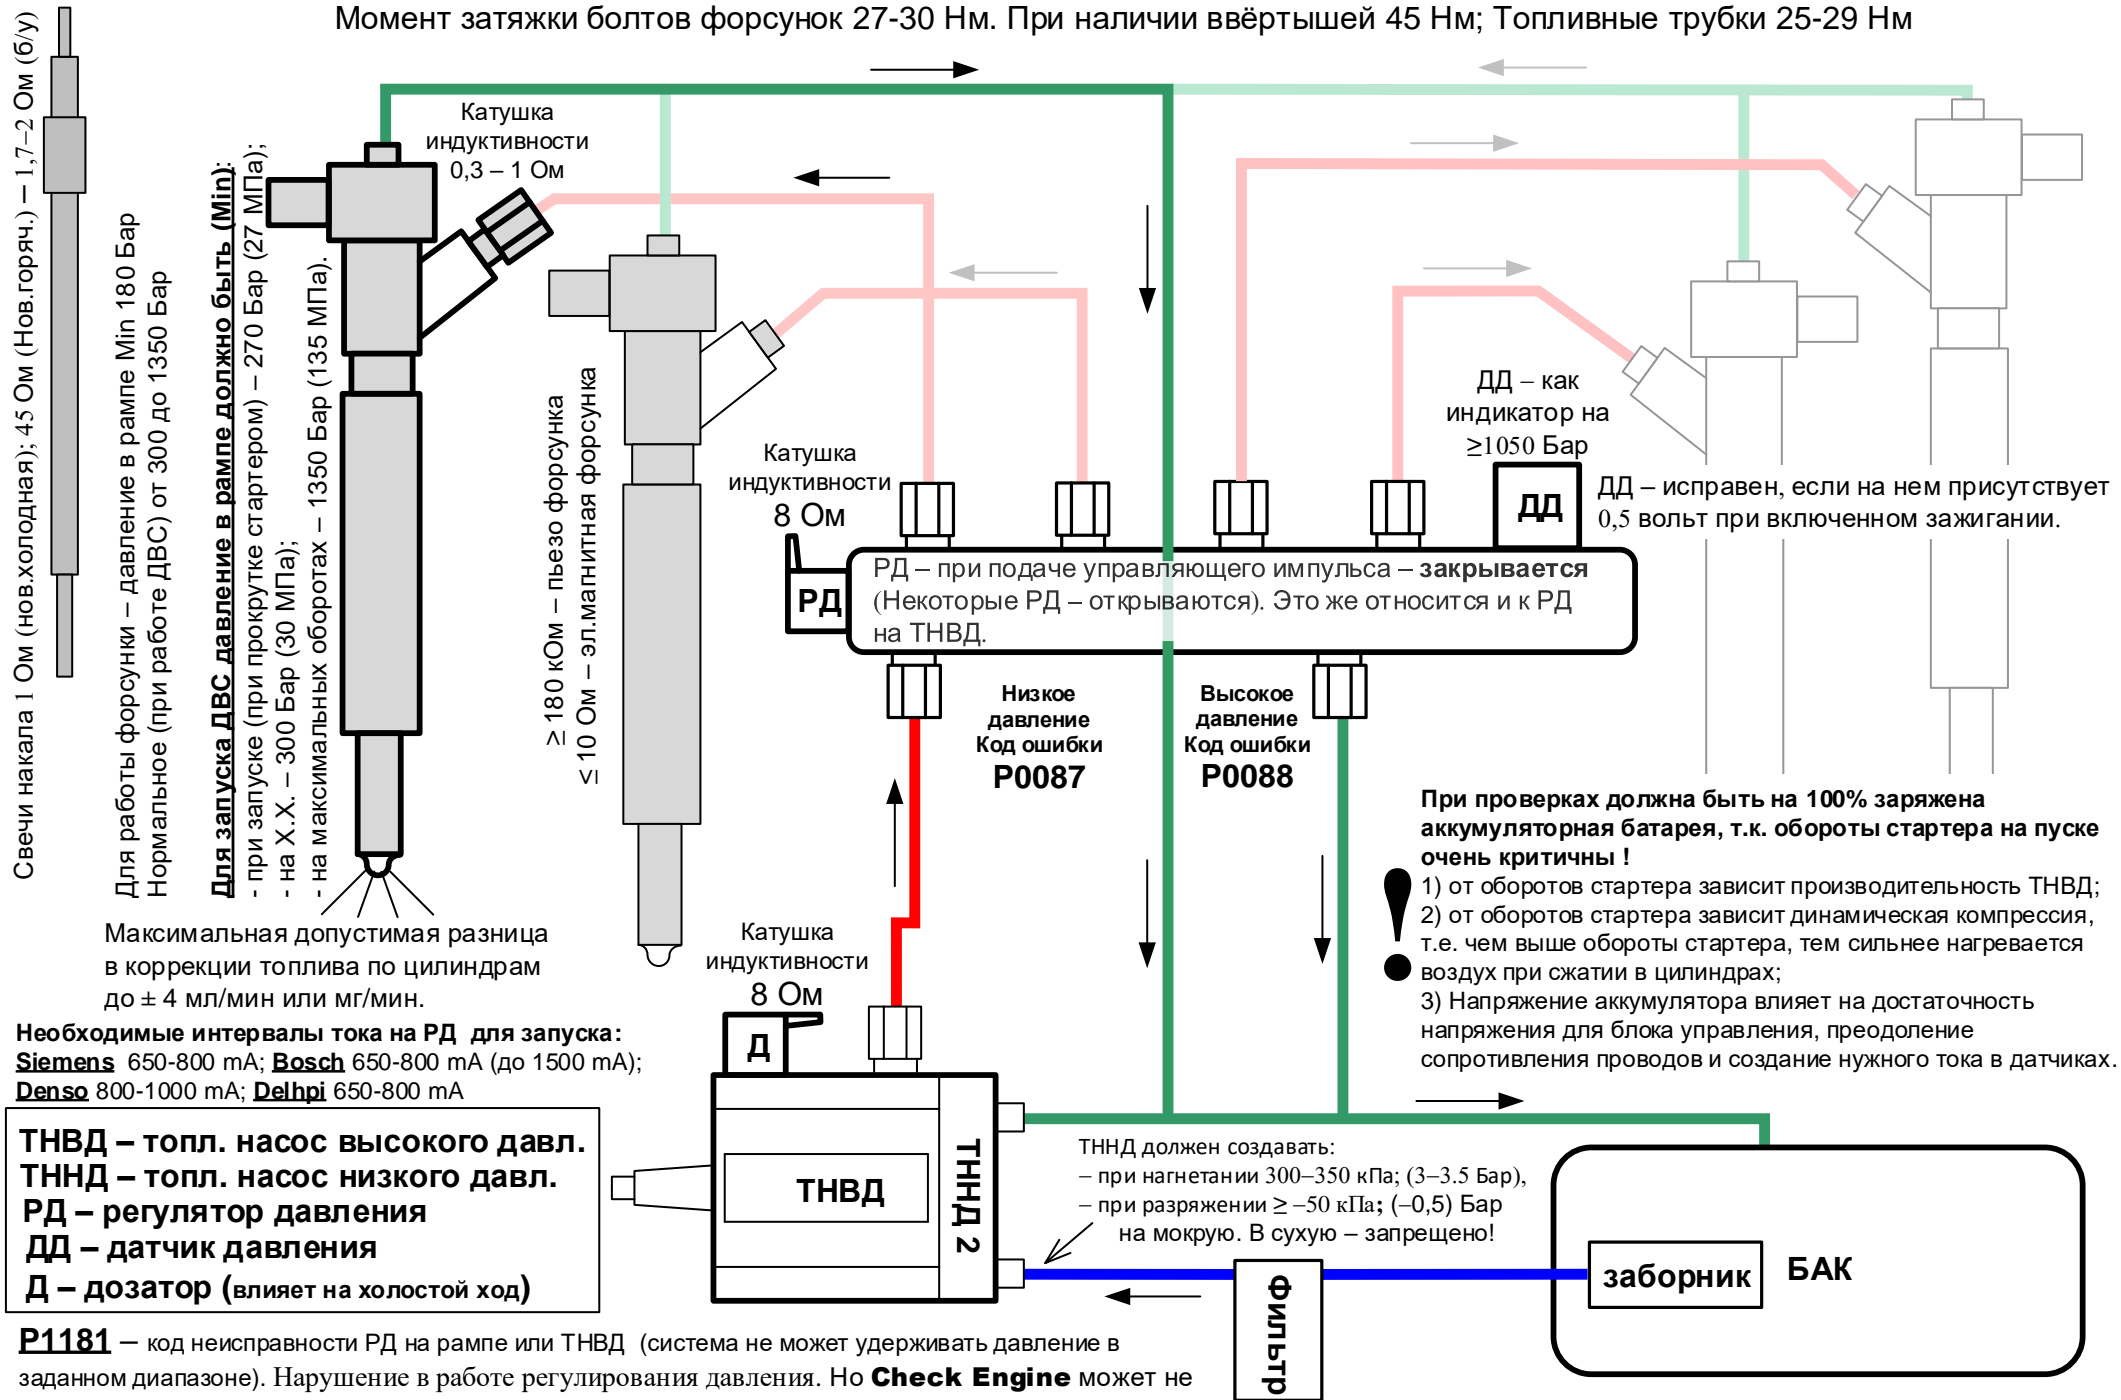 Момент затяжки болтов форсунок 27-30 Нм. При наличии ввёртышей 45 Нм; Топливные трубки 25-29 Нм
Свечи накала 1 Ом (нов.холодная); 45 Ом (Нов.горяч.) – 1,7–2 Ом (б/у)
Для работы форсунки – давление в рампе Min 180 Бар
Нормальное (при работе ДВС) от 300 до 1350 Бар
Для запуска ДВС давление в рампе должно быть (Min):
- при запуске (при прокрутке стартером) – 270 Бар (27 МПа);
- на Х.Х. – 300 Бар (30 МПа);
- на максимальных оборотах – 1350 Бар (135 МПа).
Катушка
индуктивности
0,3 – 1 Ом
≥ 180 кОм – пьезо форсунка
≤ 10 Ом – эл.магнитная форсунка
Катушка
индуктивности
8 Ом
ДД – как
индикатор на
≥1050 Бар
ДД
ДД – исправен, если на нем присутствует
0,5 вольт при включенном зажигании.
РД
РД – при подаче управляющего импульса – закрывается
(Некоторые РД – открываются). Это же относится и к РД
на ТНВД.
Низкое
давление
Код ошибки
P0087
Высокое
давление
Код ошибки
P0088
При проверках должна быть на 100% заряжена
аккумуляторная батарея, т.к. обороты стартера на пуске
очень критичны !
!
1) от оборотов стартера зависит производительность ТНВД;
2) от оборотов стартера зависит динамическая компрессия,
т.е. чем выше обороты стартера, тем сильнее нагревается
воздух при сжатии в цилиндрах;
3) Напряжение аккумулятора влияет на достаточность
напряжения для блока управления, преодоление
сопротивления проводов и создание нужного тока в датчиках.
Максимальная допустимая разница
в коррекции топлива по цилиндрам
до ± 4 мл/мин или мг/мин.
Необходимые интервалы тока на РД для запуска:
Siemens 650-800 mA; Bosch 650-800 mA (до 1500 mA);
Denso 800-1000 mA; Delhpi 650-800 mA
Катушка
индуктивности
8 Ом
Д
ТНВД
ТННД 2
ТНВД – топл. насос высокого давл.
ТННД – топл. насос низкого давл.
РД – регулятор давления
ДД – датчик давления
Д – дозатор (влияет на холостой ход)
ТННД должен создавать:
– при нагнетании 300–350 кПа; (3–3.5 Бар),
– при разряжении ≥ –50 кПа; (–0,5) Бар
на мокрую. В сухую – запрещено!
Фильтр
заборник
БАК
P1181 – код неисправности РД на рампе или ТНВД (система не может удерживать давление в
заданном диапазоне). Нарушение в работе регулирования давления. Но Check Engine может не